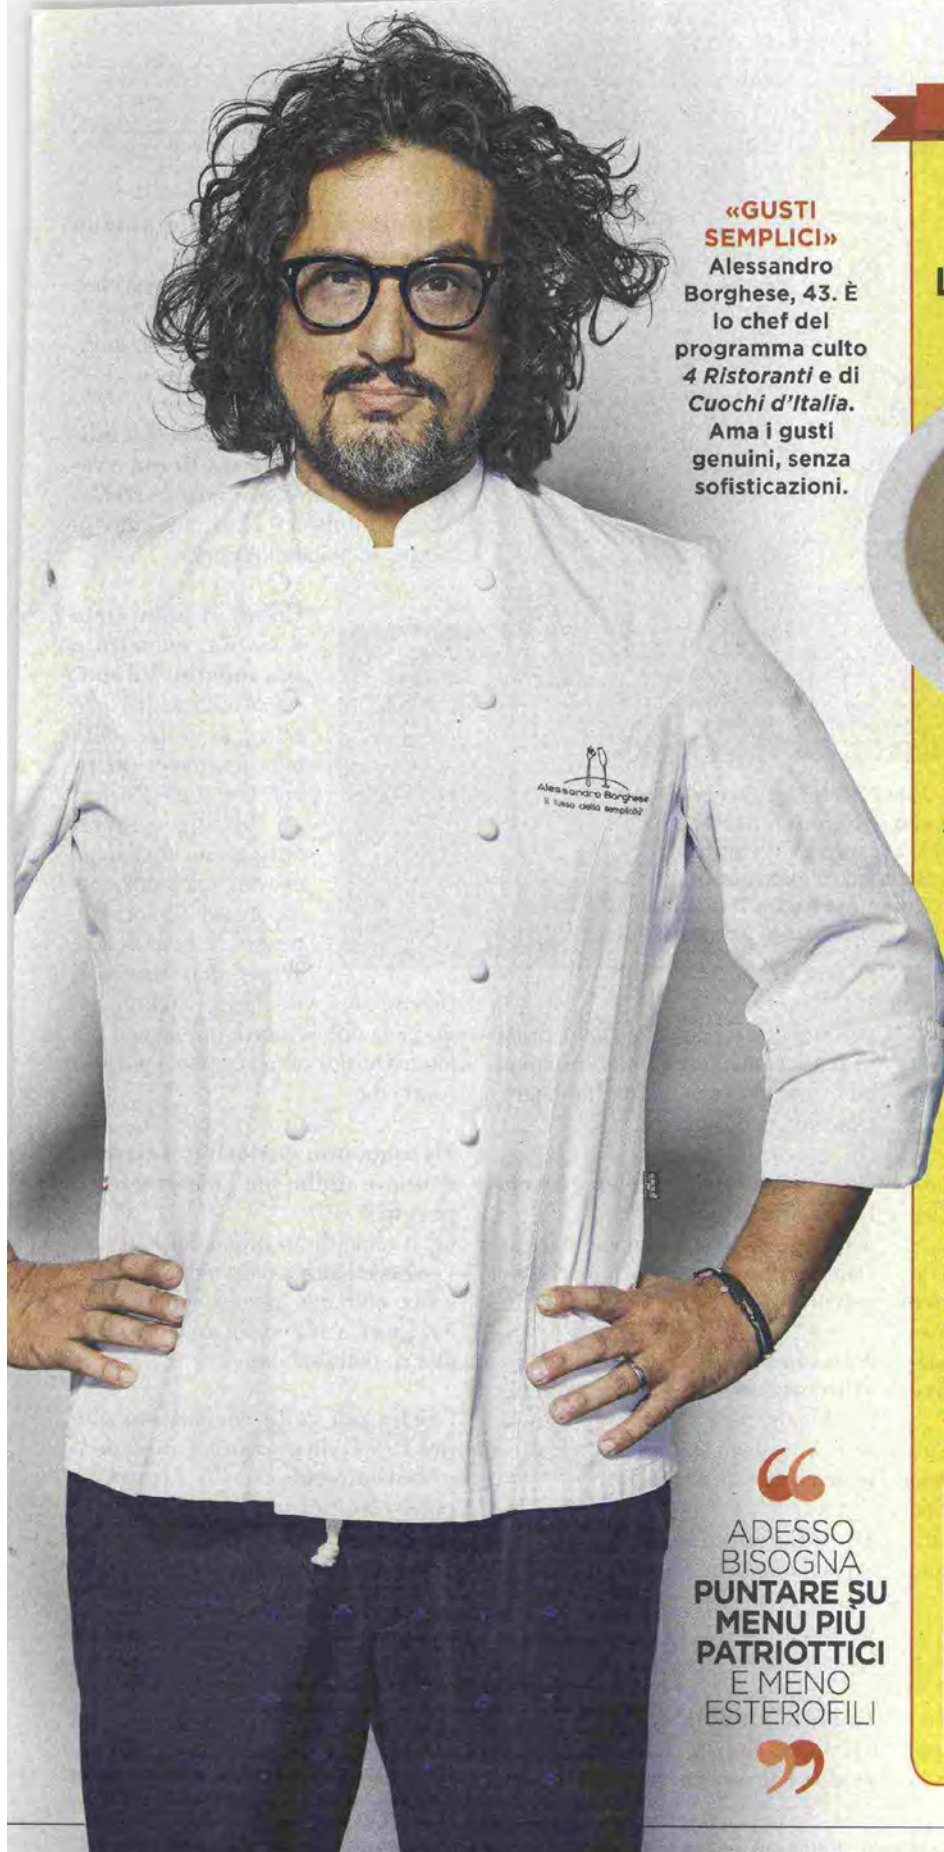 «GUSTI
SEMPLICI»
Alessandro
Borghese, 43. È
lo chef del
programma culto
4 Ristoranti e di
Cuochi d'Italia.
Ama i gusti
genuini, senza
sofisticazioni.
L
Alessandro Borghese
Il lusso della semplicità
“
ADESSO
BISOGNA
PUNTARE SU
MENU PIÙ
PATRIOTTICI
E MENO
ESTEROFILI
”